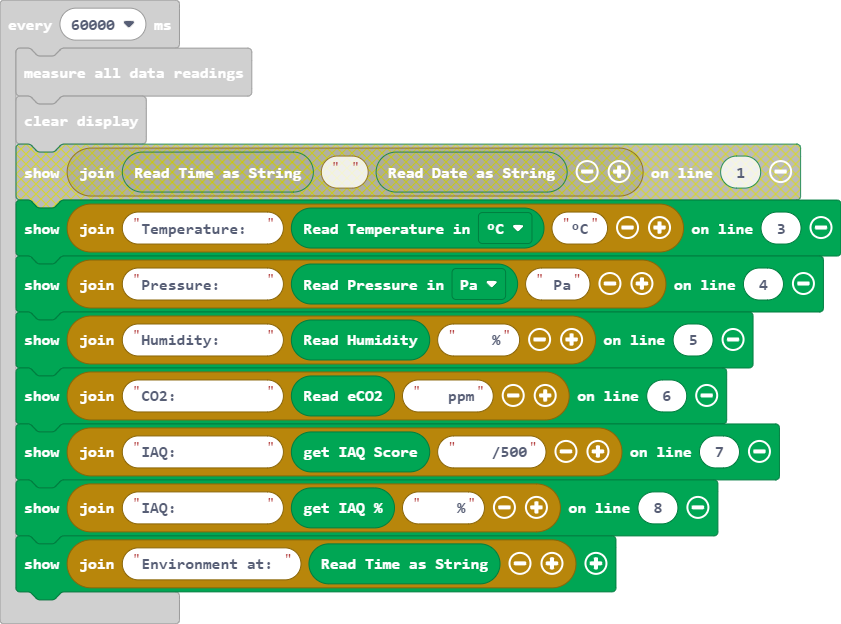 every 60000 ms
measure all data readings
clear display
show join Read Time as String " " Read Date as String on line 1
show join "Temperature: " Read Temperature in ºC "ºC" on line 3
show join "Pressure: " Read Pressure in Pa " Pa" on line 4
show join "Humidity: " Read Humidity " %" on line 5
show join "CO2: " Read eCO2 " ppm" on line 6
show join "IAQ: " get IAQ Score " /500" on line 7
show join "IAQ: " get IAQ % " %" on line 8
show join "Environment at: " Read Time as String